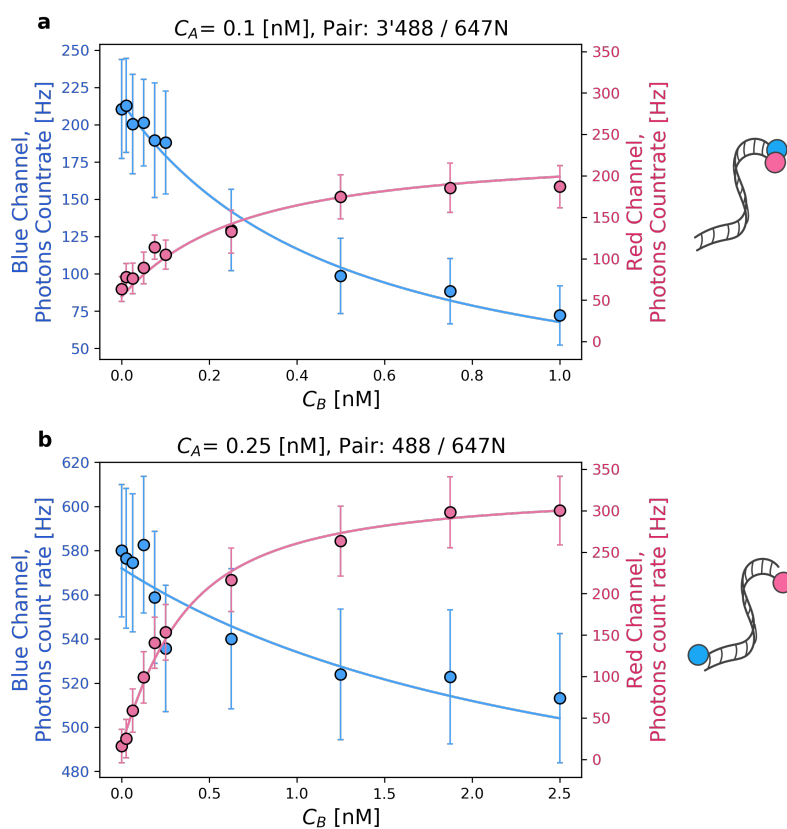 a
C_A= 0.1 [nM], Pair: 3'488 / 647N
Blue Channel,
Photons Countrate [Hz]
250
225
200
175
150
125
100
75
50
350
300
250
200
150
100
50
0
Red Channel,
Photons Countrate [Hz]
0.0 0.2 0.4 0.6 0.8 1.0
C_B [nM]
b
C_A= 0.25 [nM], Pair: 488 / 647N
Blue Channel,
Photons count rate [Hz]
620
600
580
560
540
520
500
480
350
300
250
200
150
100
50
0
Red Channel,
Photons count rate [Hz]
0.0 0.5 1.0 1.5 2.0 2.5
C_B [nM]